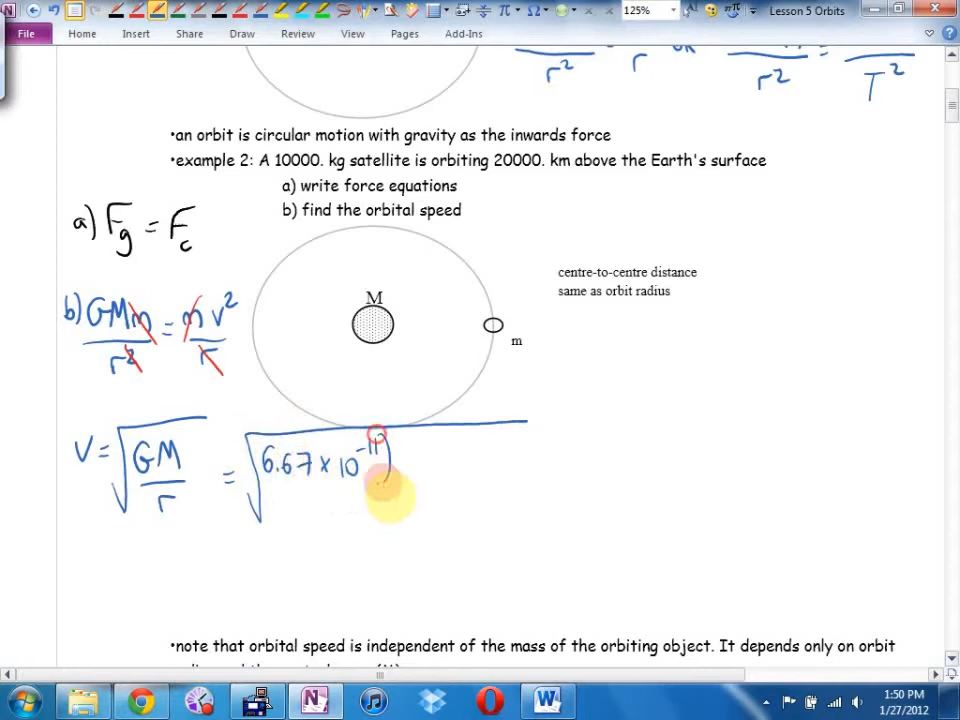 125%
Lesson 5 Orbits
File Home Insert Share Draw Review View Pages Add-Ins
r² = r or r² = T²
•an orbit is circular motion with gravity as the inwards force
•example 2: A 10000. kg satellite is orbiting 20000. km above the Earth's surface
a) write force equations
b) find the orbital speed
a) Fg = Fc
centre-to-centre distance
same as orbit radius
M
m
b) GMm/r² = mv²/r
V = √GM/r = √6.67 x 10⁻¹¹)
•note that orbital speed is independent of the mass of the orbiting object. It depends only on orbit
1:50 PM
1/27/2012